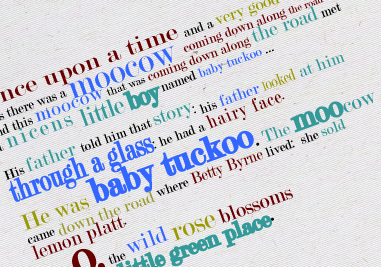 nce upon a time and a very good
s there was a moocow coming down along the road
nd this moocow that was coming down along the road met
a nicens little boy named baby-tuckoo ...
His father told him that story: his father looked at him
through a glass: he had a hairy face.
He was baby tuckoo. The moocow
came down the road where Betty Byrne lived: she sold
lemon platt.
O, the wild rose blossoms
little green place.